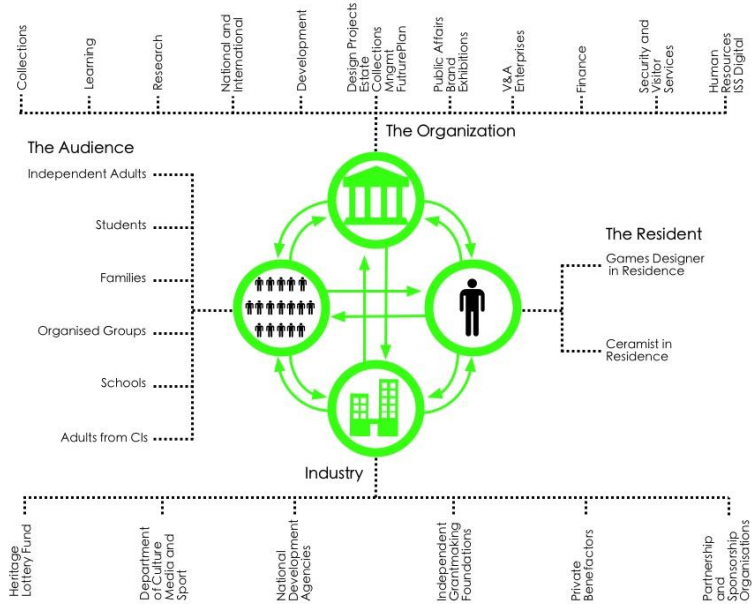 Collections
Learning
Research
National and
International
Development
Design Projects
Estate
Collections
Mngmt
FutrurePlan
Public Affairs
Brand
Exhibitions
V&A
Enterprises
Finance
Security and
Visitor
Services
Human
Resources
ISS Digital
The Organization
The Audience
Independent Adults
Students
Families
Organised Groups
Schools
Adults from CIs
The Resident
Games Designer
in Residence
Ceramist in
Residence
Industry
Heritage
Lottery Fund
Department
of Culture
Media and
Sport
National
Development
Agencies
Independent
Grantmaking
Foundations
Private
Benefactors
Partnership
and
Sponsorship
Organisations